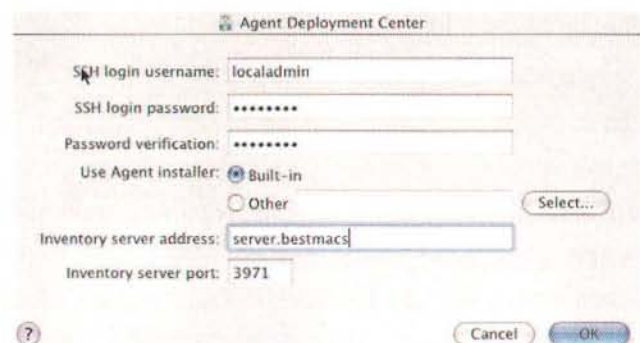 Agent Deployment Center
SSH login username: localadmin
SSH login password: ••••••••
Password verification: ••••••••
Use Agent installer: Built-in
Other Select...
Inventory server address: server.bestmacs
Inventory server port: 3971
? Cancel OK